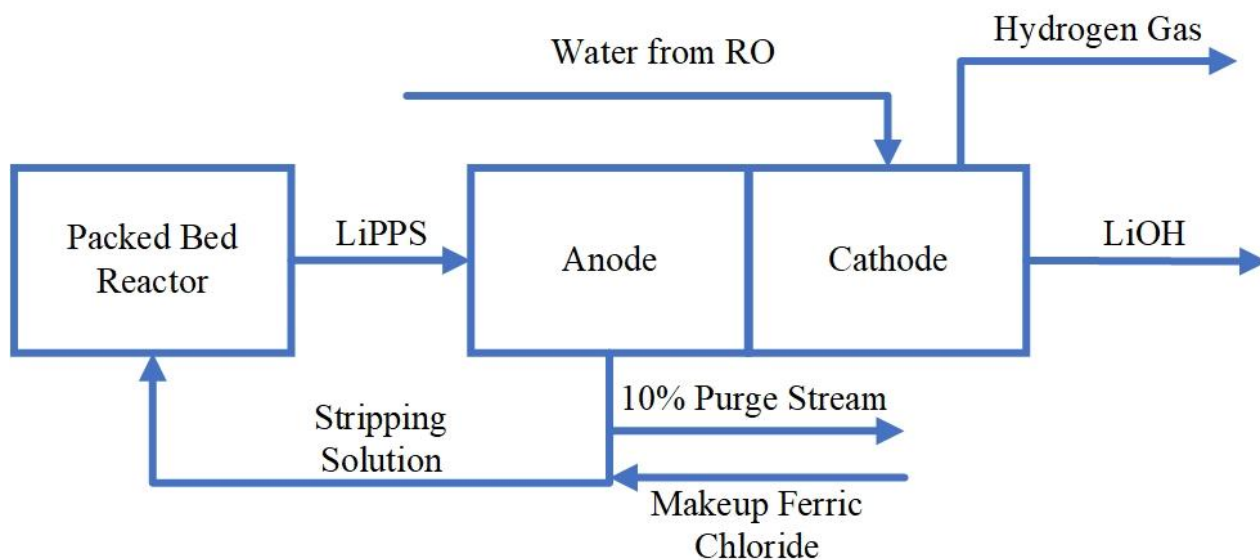 Hydrogen Gas
Water from RO
Packed Bed
Reactor
LiPPS
Anode
Cathode
LiOH
10% Purge Stream
Stripping
Solution
Makeup Ferric
Chloride